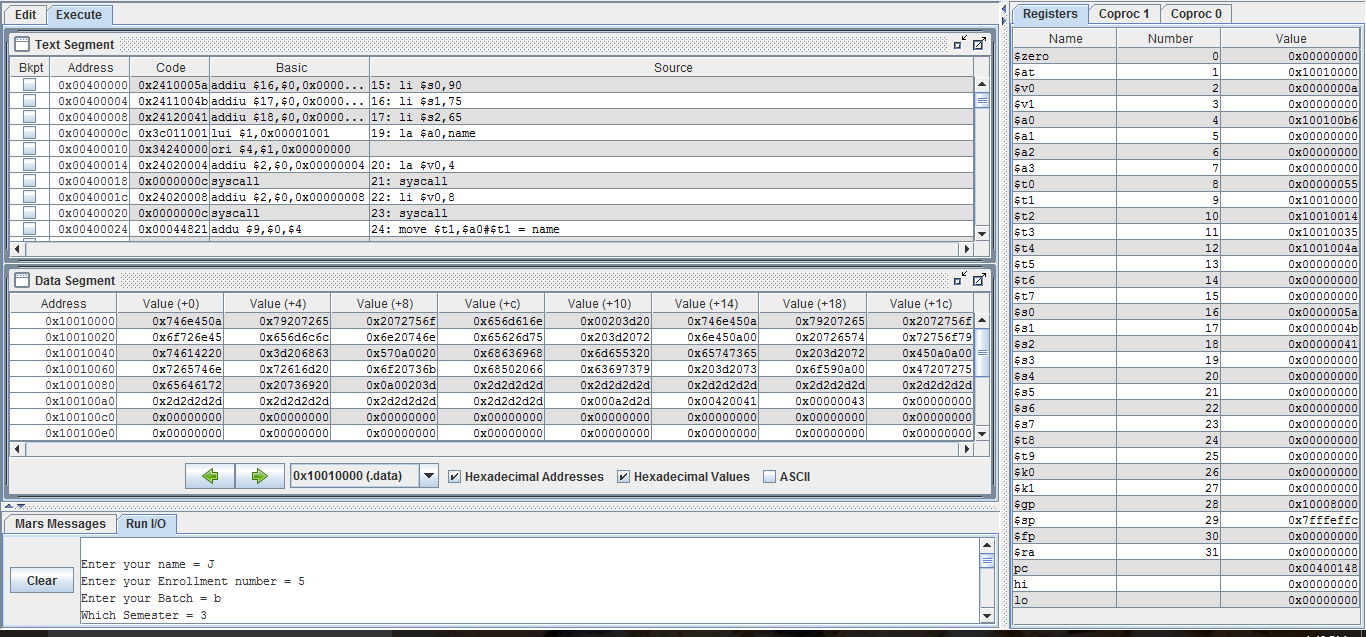 Edit Execute
Text Segment
Bkpt Address Code Basic Source
0x00400000 0x2410005a addiu $16,$0,0x0000... 15: li $s0,90
0x00400004 0x2411004b addiu $17,$0,0x0000... 16: li $s1,75
0x00400008 0x24120041 addiu $18,$0,0x0000... 17: li $s2,65
0x0040000c 0x3c011001 lui $1,0x00001001 19: la $a0,name
0x00400010 0x34240000 ori $4,$1,0x00000000
0x00400014 0x24020004 addiu $2,$0,0x00000004 20: la $v0,4
0x00400018 0x0000000c syscall 21: syscall
0x0040001c 0x24020008 addiu $2,$0,0x00000008 22: li $v0,8
0x00400020 0x0000000c syscall 23: syscall
0x00400024 0x00044821 addu $9,$0,$4 24: move $t1,$a0#$t1 = name
Data Segment
Address Value (+0) Value (+4) Value (+8) Value (+c) Value (+10) Value (+14) Value (+18) Value (+1c)
0x10010000 0x746e450a 0x79207265 0x2072756f 0x656d616e 0x00203d20 0x746e450a 0x79207265 0x2072756f
0x10010020 0x6f726e45 0x656d6c6c 0x6e20746e 0x65626d75 0x203d2072 0x6e450a00 0x20726574 0x72756f79
0x10010040 0x74614220 0x3d206863 0x570a0020 0x68636968 0x6d655320 0x65747365 0x203d2072 0x450a0a00
0x10010060 0x7265746e 0x72616d20 0x6f20736b 0x68502066 0x63697379 0x203d2073 0x6f590a00 0x47207275
0x10010080 0x65646172 0x20736920 0x0a00203d 0x2d2d2d2d 0x2d2d2d2d 0x2d2d2d2d 0x2d2d2d2d 0x2d2d2d2d
0x100100a0 0x2d2d2d2d 0x2d2d2d2d 0x2d2d2d2d 0x2d2d2d2d 0x000a2d2d 0x00420041 0x00000043 0x00000000
0x100100c0 0x00000000 0x00000000 0x00000000 0x00000000 0x00000000 0x00000000 0x00000000 0x00000000
0x100100e0 0x00000000 0x00000000 0x00000000 0x00000000 0x00000000 0x00000000 0x00000000 0x00000000
0x10010000 (.data) Hexadecimal Addresses Hexadecimal Values ASCII
Mars Messages Run I/O
Clear
Enter your name = J
Enter your Enrollment number = 5
Enter your Batch = b
Which Semester = 3
Registers Coproc 1 Coproc 0
Name Number Value
$zero 0 0x00000000
$at 1 0x10010000
$v0 2 0x0000000a
$v1 3 0x00000000
$a0 4 0x100100b6
$a1 5 0x00000000
$a2 6 0x00000000
$a3 7 0x00000000
$t0 8 0x00000055
$t1 9 0x10010000
$t2 10 0x10010014
$t3 11 0x10010035
$t4 12 0x1001004a
$t5 13 0x00000000
$t6 14 0x00000000
$t7 15 0x00000000
$s0 16 0x0000005a
$s1 17 0x0000004b
$s2 18 0x00000041
$s3 19 0x00000000
$s4 20 0x00000000
$s5 21 0x00000000
$s6 22 0x00000000
$s7 23 0x00000000
$t8 24 0x00000000
$t9 25 0x00000000
$k0 26 0x00000000
$k1 27 0x00000000
$gp 28 0x10008000
$sp 29 0x7fffeffc
$fp 30 0x00000000
$ra 31 0x00000000
pc 0x00400148
hi 0x00000000
lo 0x00000000